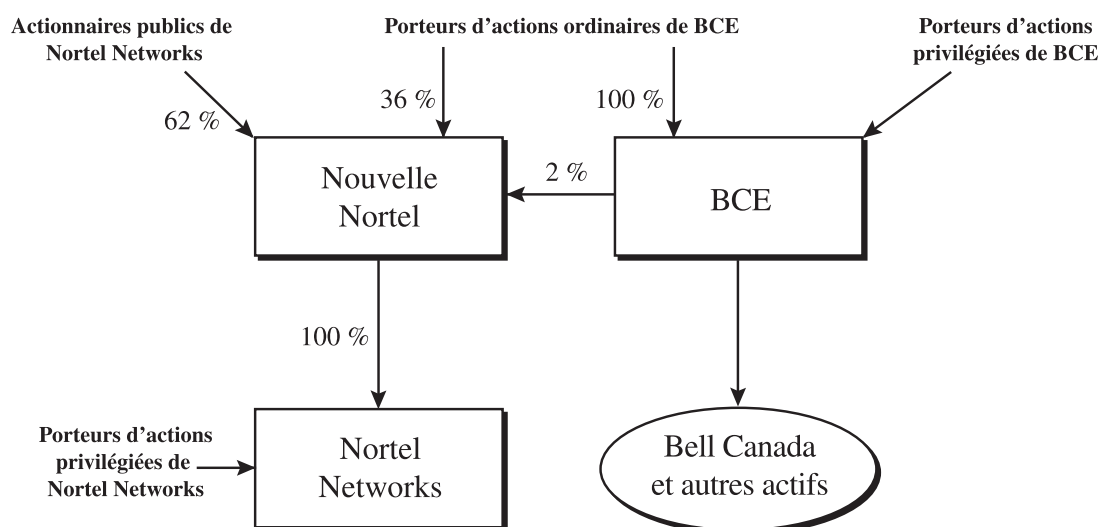 Actionnaires publics de
Nortel Networks
Porteurs d’actions ordinaires de BCE
Porteurs d’actions
privilégiées de BCE
62 %
36 %
100 %
Nouvelle
Nortel
2 %
BCE
100 %
Porteurs d’actions
privilégiées de
Nortel Networks
Nortel
Networks
Bell Canada
et autres actifs